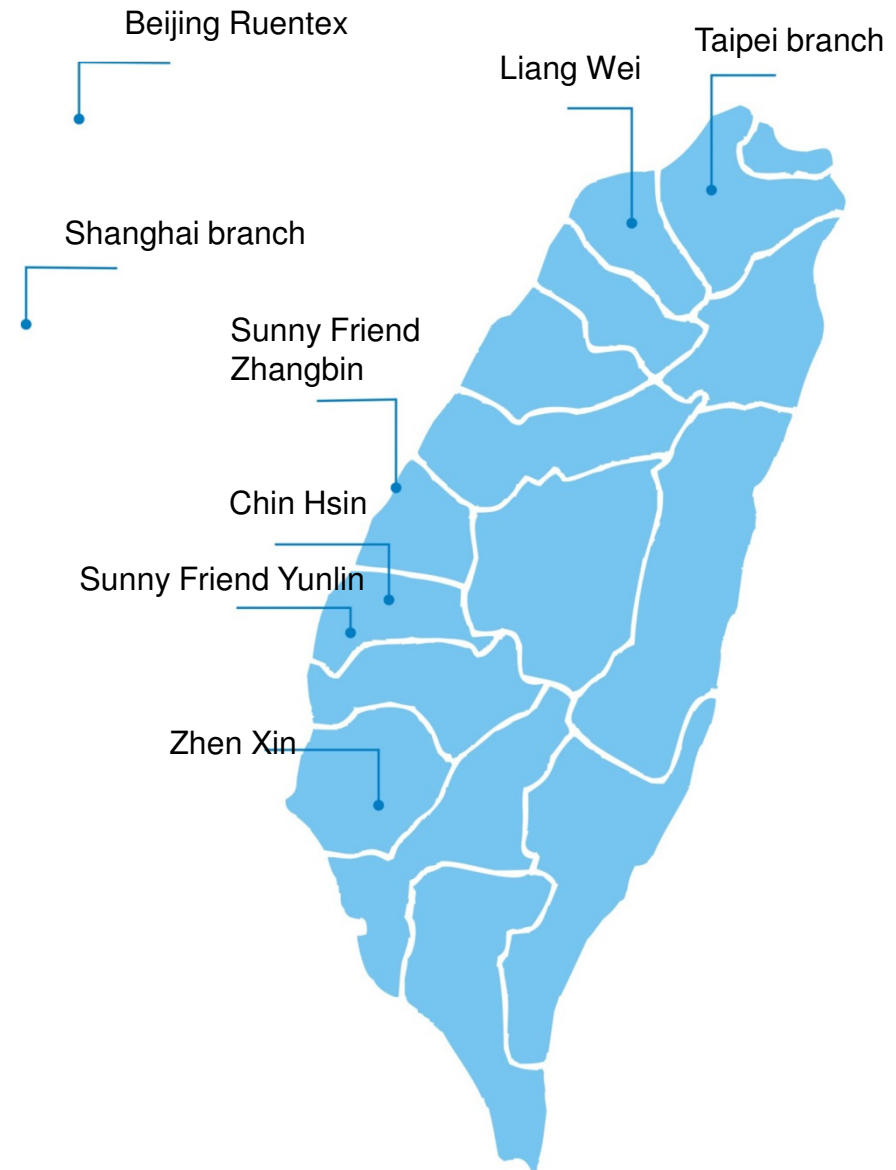 Beijing Ruentex
Taipei branch
Liang Wei
Shanghai branch
Sunny Friend
Zhangbin
Chin Hsin
Sunny Friend Yunlin
Zhen Xin